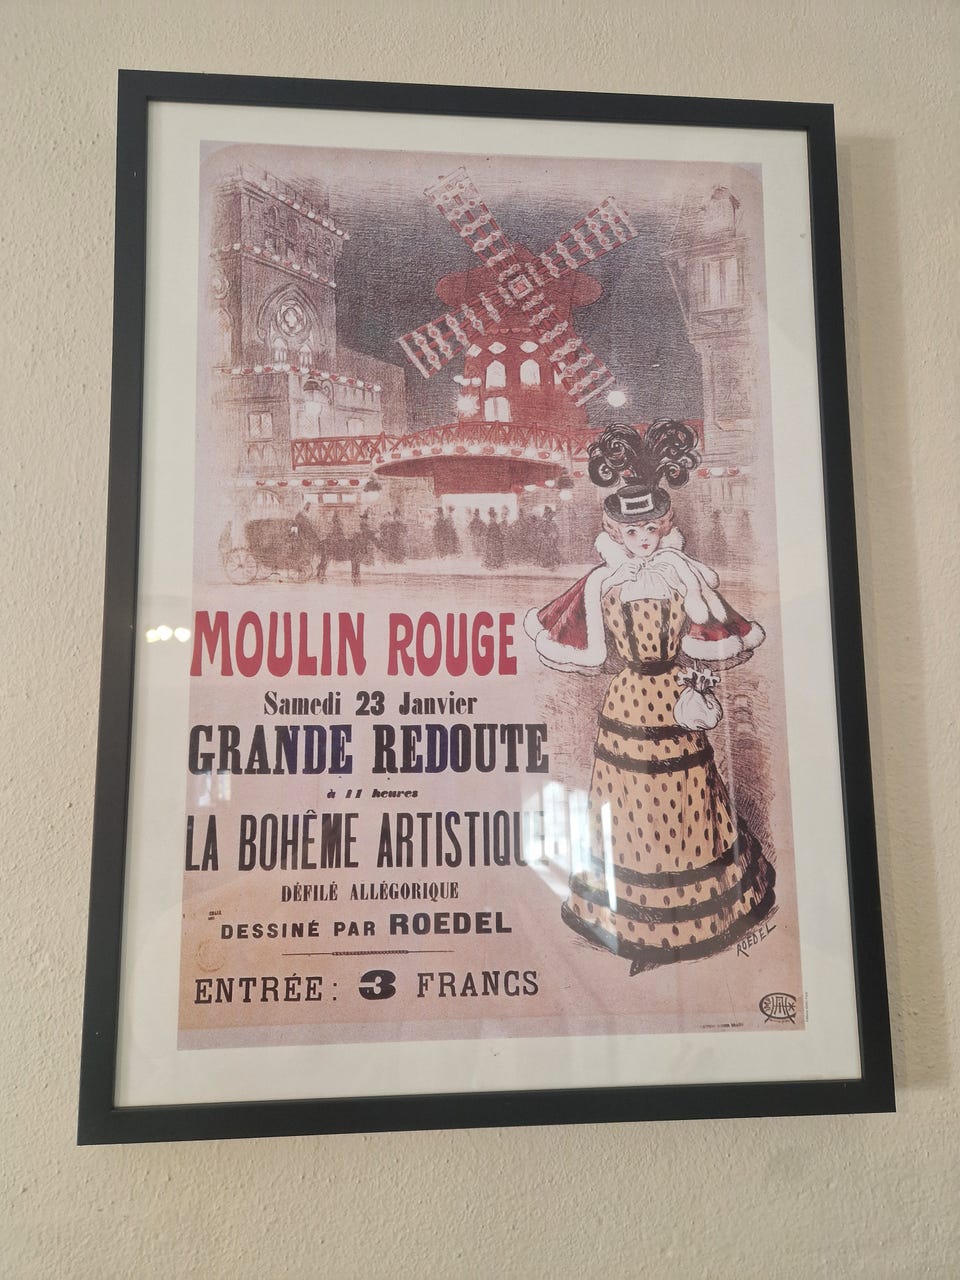 MOULIN ROUGE
Samedi 23 Janvier
GRANDE REDOUTE
à 11 heures
LA BOHÊME ARTISTIQUE
DÉFILÉ ALLÉGORIQUE
DESSINÉ PAR ROEDEL
ENTRÉE: 3 FRANCS
ROEDEL